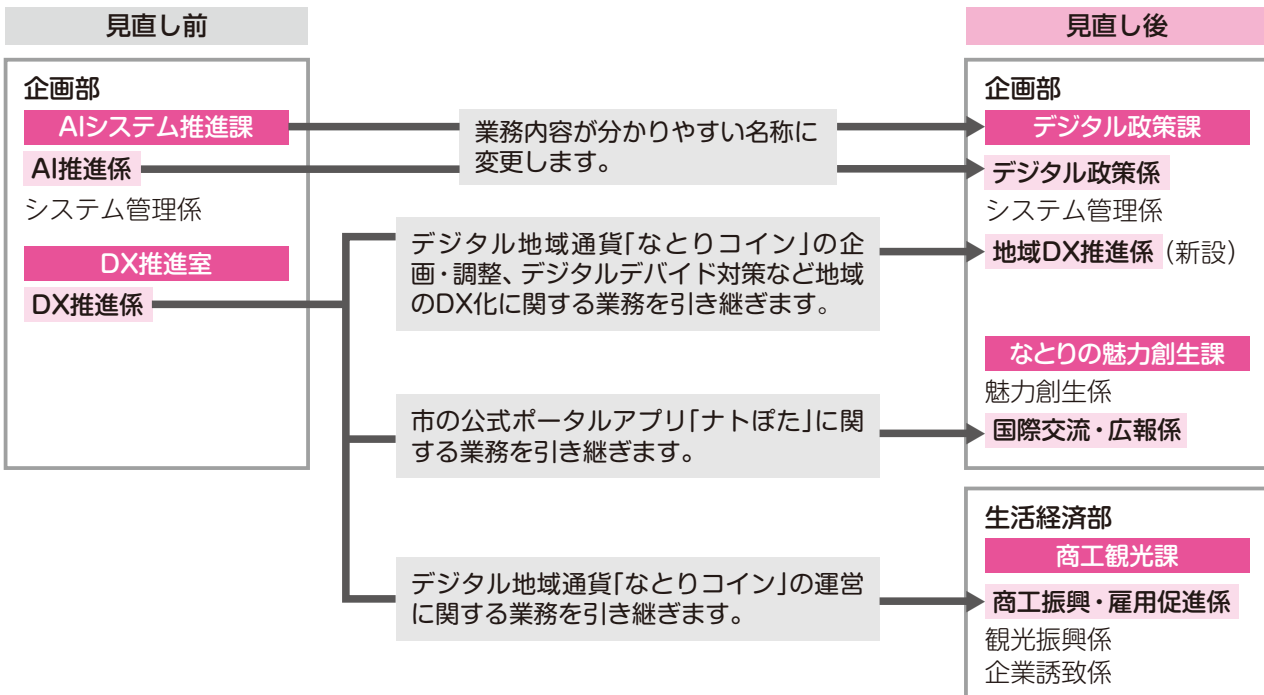 見直し前
企画部
AIシステム推進課
AI推進係
システム管理係
DX推進室
DX推進係
業務内容が分かりやすい名称に
変更します。
デジタル地域通貨「なとりコイン」の企
画・調整、デジタルデバイド対策など地域
のDX化に関する業務を引き継ぎます。
市の公式ポータルアプリ「ナトぽた」に関
する業務を引き継ぎます。
デジタル地域通貨「なとりコイン」の運営
に関する業務を引き継ぎます。
見直し後
企画部
デジタル政策課
デジタル政策係
システム管理係
地域DX推進係（新設）
なとりの魅力創生課
魅力創生係
国際交流・広報係
生活経済部
商工観光課
商工振興・雇用促進係
観光振興係
企業誘致係